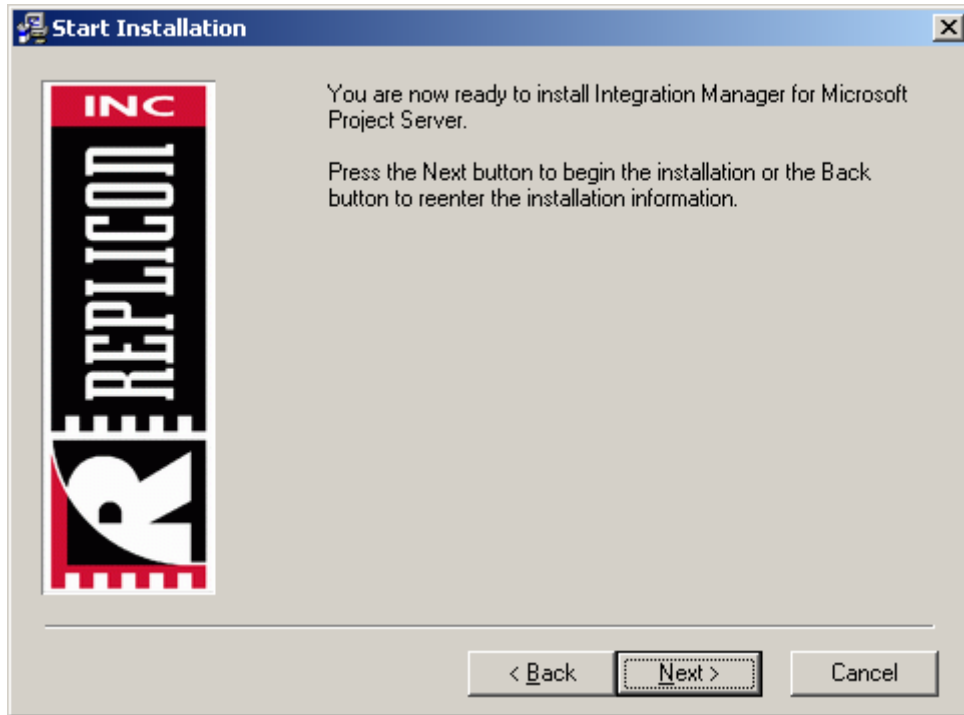 Start Installation
INC
REPLICON
R
You are now ready to install Integration Manager for Microsoft
Project Server.
Press the Next button to begin the installation or the Back
button to reenter the installation information.
< Back
Next >
Cancel